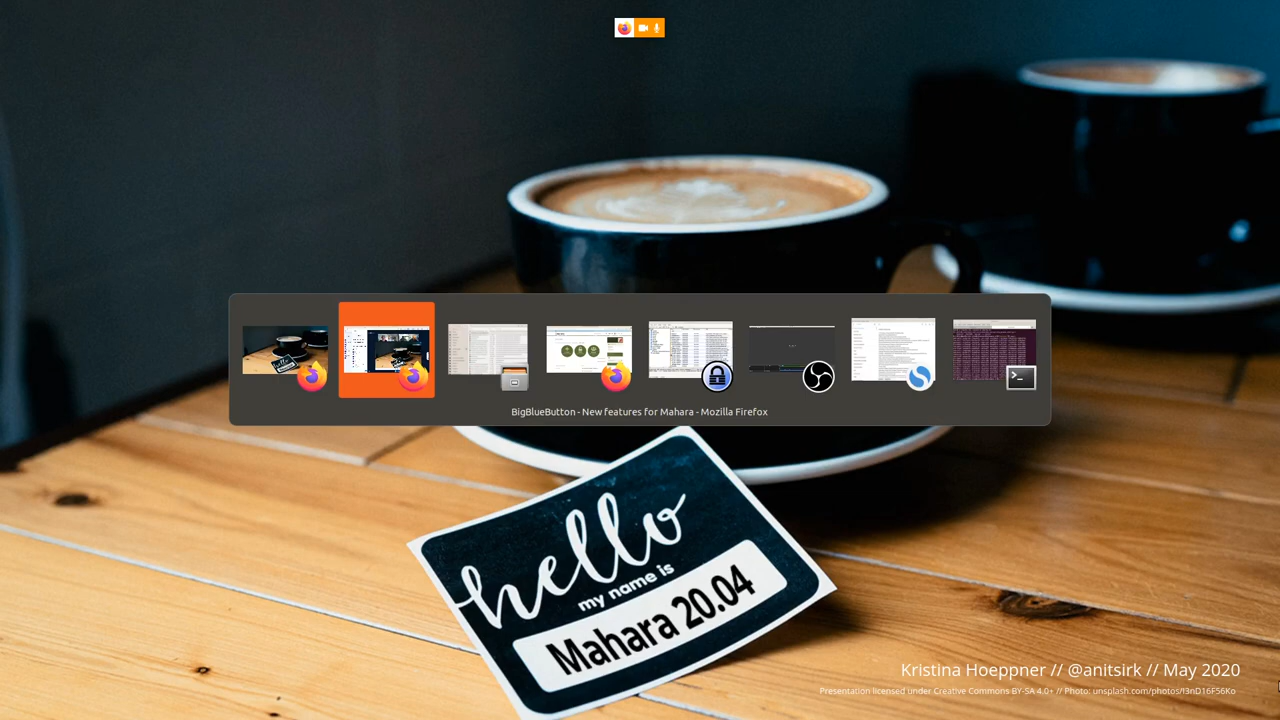 BigBlueButton - New features for Mahara - Mozilla Firefox
hello
my name is
Mahara 20.04
Kristina Hoeppner // @anitsirk // May 2020
Presentation licensed under Creative Commons BY-SA 4.0+ // Photo: unsplash.com/photos/t3nD16F56Ko